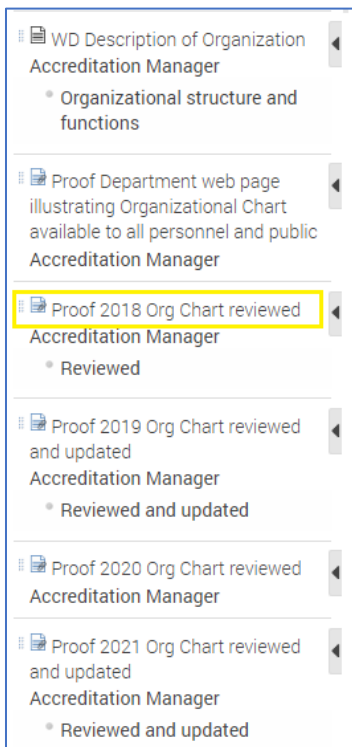 WD Description of Organization
Accreditation Manager
Organizational structure and
functions
Proof Department web page
illustrating Organizational Chart
available to all personnel and public
Accreditation Manager
Proof 2018 Org Chart reviewed
Accreditation Manager
Reviewed
Proof 2019 Org Chart reviewed
and updated
Accreditation Manager
Reviewed and updated
Proof 2020 Org Chart reviewed
Accreditation Manager
Proof 2021 Org Chart reviewed
and updated
Accreditation Manager
Reviewed and updated